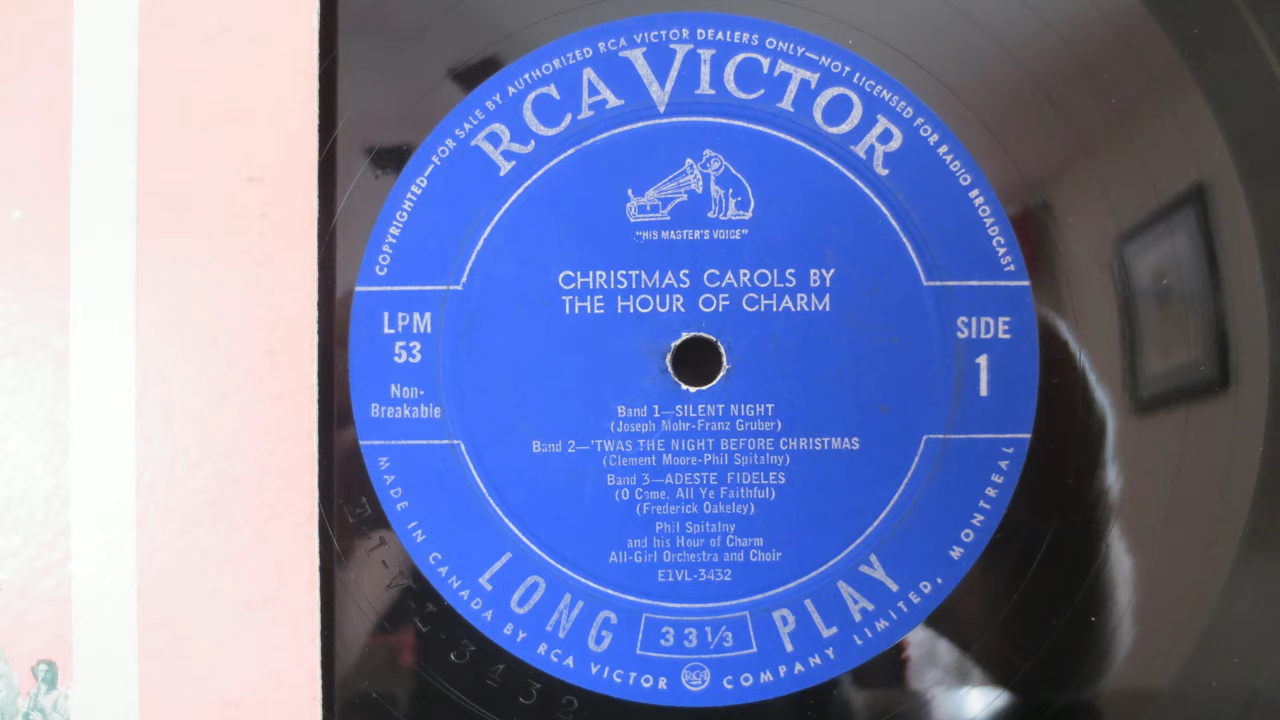 COPYRIGHTED—FOR SALE BY AUTHORIZED RCA VICTOR DEALERS ONLY—NOT LICENSED FOR RADIO BROADCAST
RCA VICTOR
"HIS MASTER'S VOICE"
CHRISTMAS CAROLS BY
THE HOUR OF CHARM
LPM
53
Non-
Breakable
SIDE
1
Band 1—SILENT NIGHT
(Joseph Mohr-Franz Gruber)
Band 2—'TWAS THE NIGHT BEFORE CHRISTMAS
(Clement Moore-Phil Spitalny)
Band 3—ADESTE FIDELES
(O Come, All Ye Faithful)
(Frederick Oakeley)
Phil Spitalny
and his Hour of Charm
All-Girl Orchestra and Choir
E1VL-3432
LONG 33⅓ PLAY
MADE IN CANADA BY RCA VICTOR RCA COMPANY LIMITED, MONTREAL